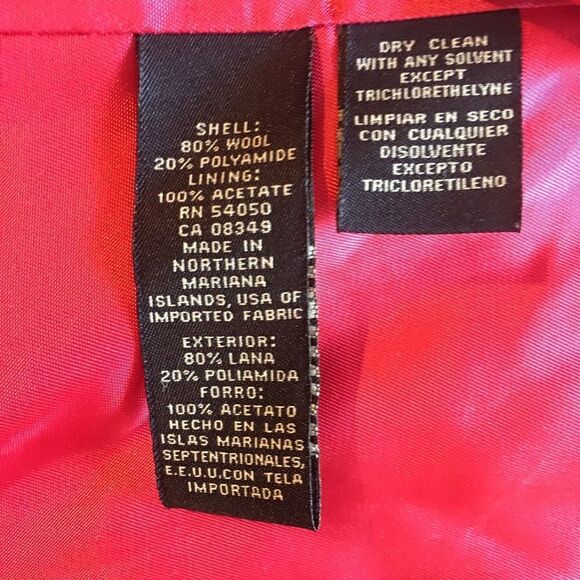 SHELL:
80% WOOL
20% POLYAMIDE
LINING:
100% ACETATE
RN 54050
CA 08349
MADE IN
NORTHERN
MARIANA
ISLANDS, USA OF
IMPORTED FABRIC
EXTERIOR:
80% LANA
20% POLIAMIDA
FORRO:
100% ACETATO
HECHO EN LAS
ISLAS MARIANAS
SEPTENTRIONALES,
E.E.U.U.CON TELA
IMPORTADA
DRY CLEAN
WITH ANY SOLVENT
EXCEPT
TRICHLORETHELYNE
LIMPIAR EN SECO
CON CUALQUIER
DISOLVENTE
EXCEPTO
TRICLORETILENO